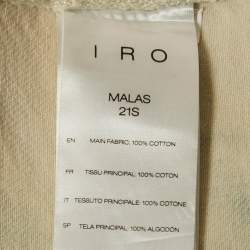 IRO
MALAS
21S
EN MAIN FABRIC: 100% COTTON
FR TISSU PRINCIPAL: 100% COTON
IT TESSUTO PRINCIPALE: 100% COTONE
SP TELA PRINCIPAL: 100% ALGODÓN